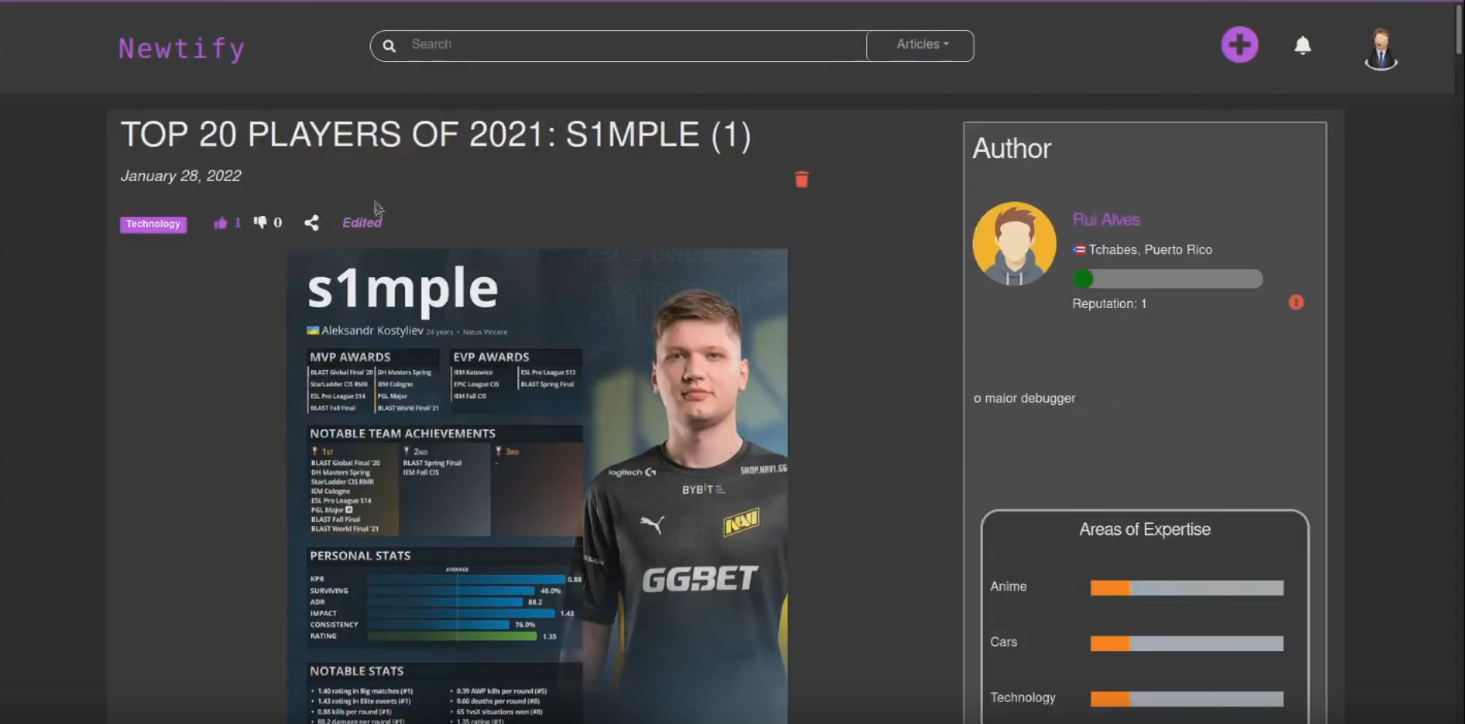 Newtify
Search
Articles
TOP 20 PLAYERS OF 2021: S1MPLE (1)
January 28, 2022
Technology
1
0
Edited
s1mple
Aleksandr Kostyliev 24 years • Natus Vincere
MVP AWARDS
BLAST Global Final '20
StarLadder CIS RMR
ESL Pro League S14
BLAST Fall Final
DH Masters Spring
IEM Cologne
PGL Major
BLAST World Final '21
EVP AWARDS
IEM Katowice
EPIC League CIS
IEM Fall CIS
ESL Pro League S13
BLAST Spring Final
NOTABLE TEAM ACHIEVEMENTS
1ST
BLAST Global Final '20
DH Masters Spring
StarLadder CIS RMR
IEM Cologne
ESL Pro League S14
PGL Major
BLAST Fall Final
BLAST World Final '21
2ND
BLAST Spring Final
IEM Fall CIS
3RD
-
PERSONAL STATS
AVERAGE
KPR 0.88
SURVIVING 40.0%
ADR 88.2
IMPACT 1.43
CONSISTENCY 76.0%
RATING 1.35
NOTABLE STATS
• 1.40 rating in Big matches (#1)
• 1.43 rating in Elite events (#1)
• 0.88 kills per round (#1)
• 88.2 damage per round (#1)
• 0.39 AWP kills per round (#5)
• 0.60 deaths per round (#8)
• 65 1vsX situations won (#8)
• 1.35 rating (#1)
logitech G
SHOP.NAVI.GG
BYBIT
NAVI
GGBET
Author
Rui Alves
Tchabes, Puerto Rico
Reputation: 1
o maior debugger
Areas of Expertise
Anime
Cars
Technology